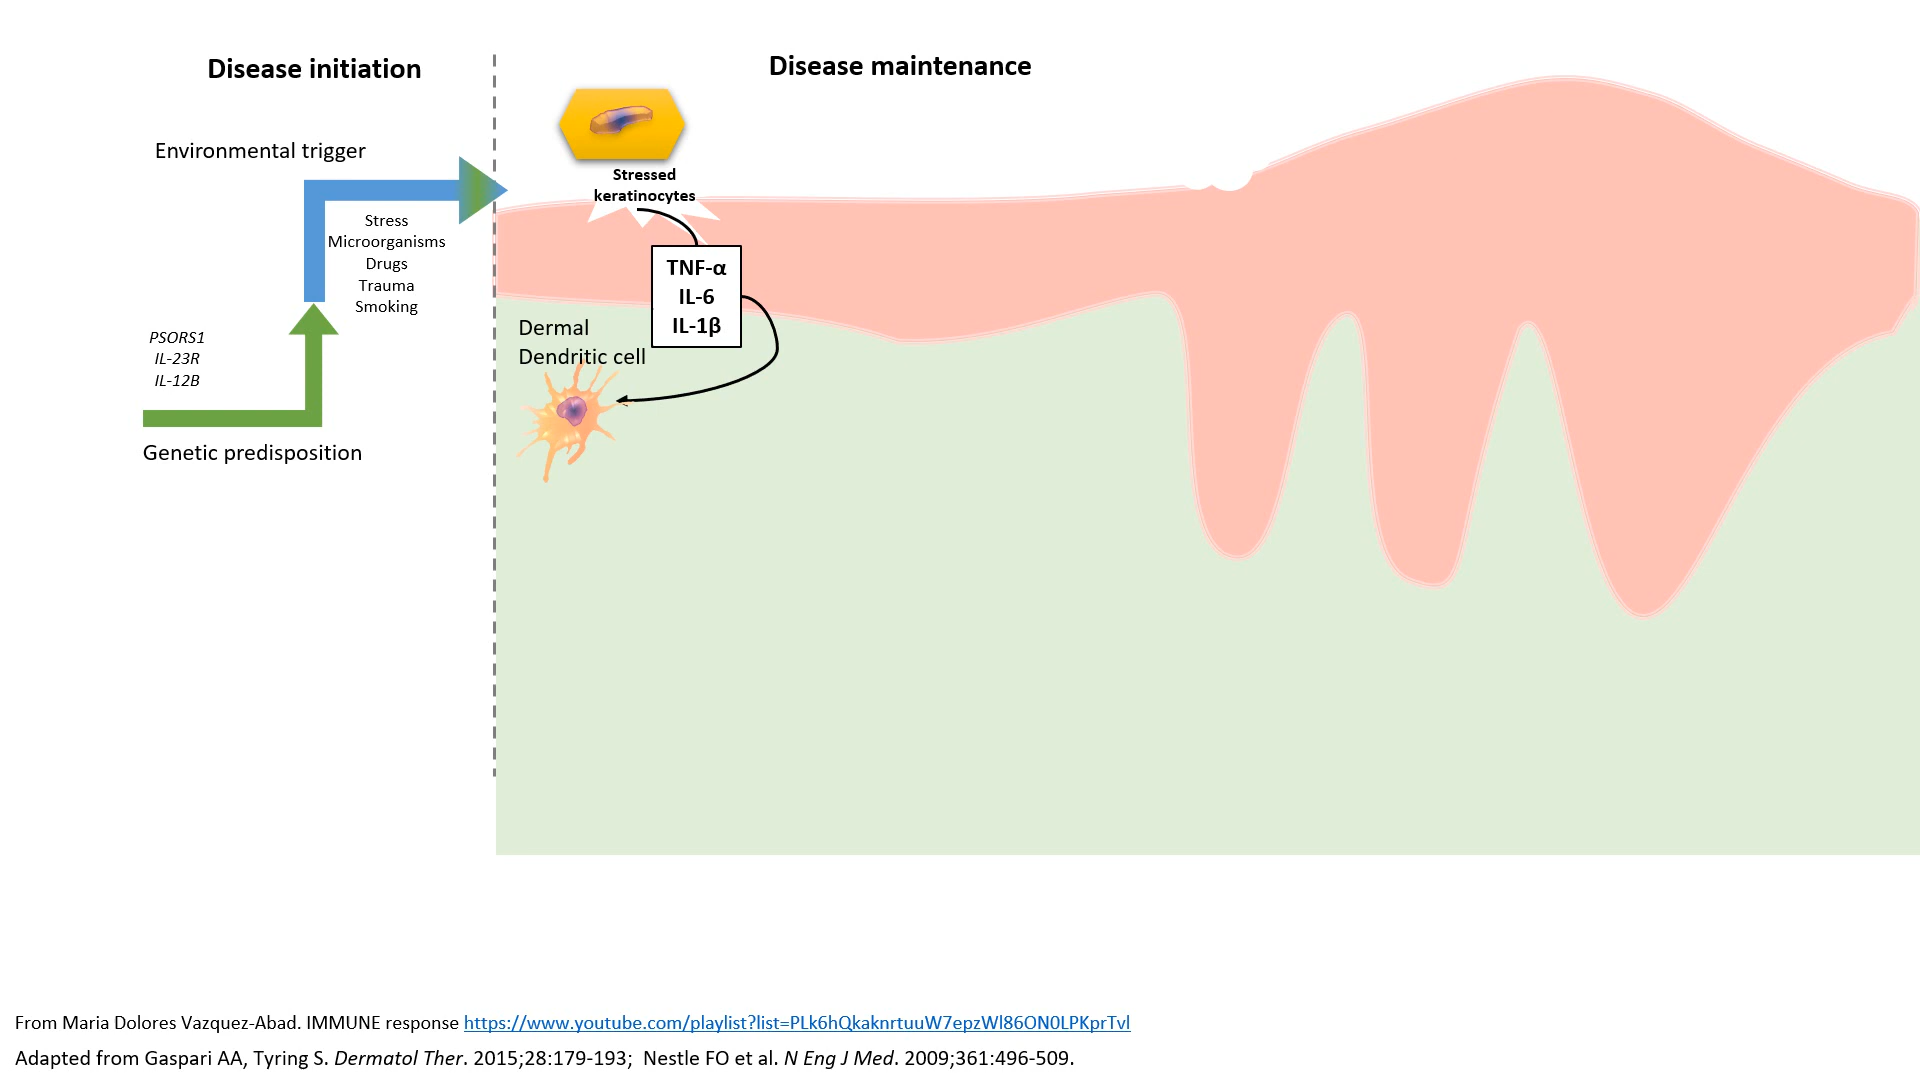 Disease initiation
Disease maintenance
Environmental trigger
Stress
Microorganisms
Drugs
Trauma
Smoking
PSORS1
IL-23R
IL-12B
Genetic predisposition
Stressed
keratinocytes
TNF-α
IL-6
IL-1β
Dermal
Dendritic cell
From Maria Dolores Vazquez-Abad. IMMUNE response https://www.youtube.com/playlist?list=PLk6hQkaknrtuuW7epzWl86ON0LPKprTvl
Adapted from Gaspari AA, Tyring S. Dermatol Ther. 2015;28:179-193;  Nestle FO et al. N Eng J Med. 2009;361:496-509.